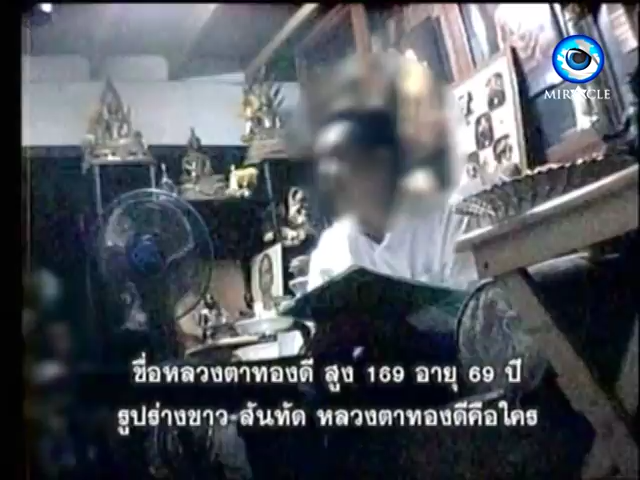 MIRACLE
ชื่อหลวงตาทองดี สูง 169 อายุ 69 ปี
รูปร่างขาว-สันทัด หลวงตาทองดีคือใคร